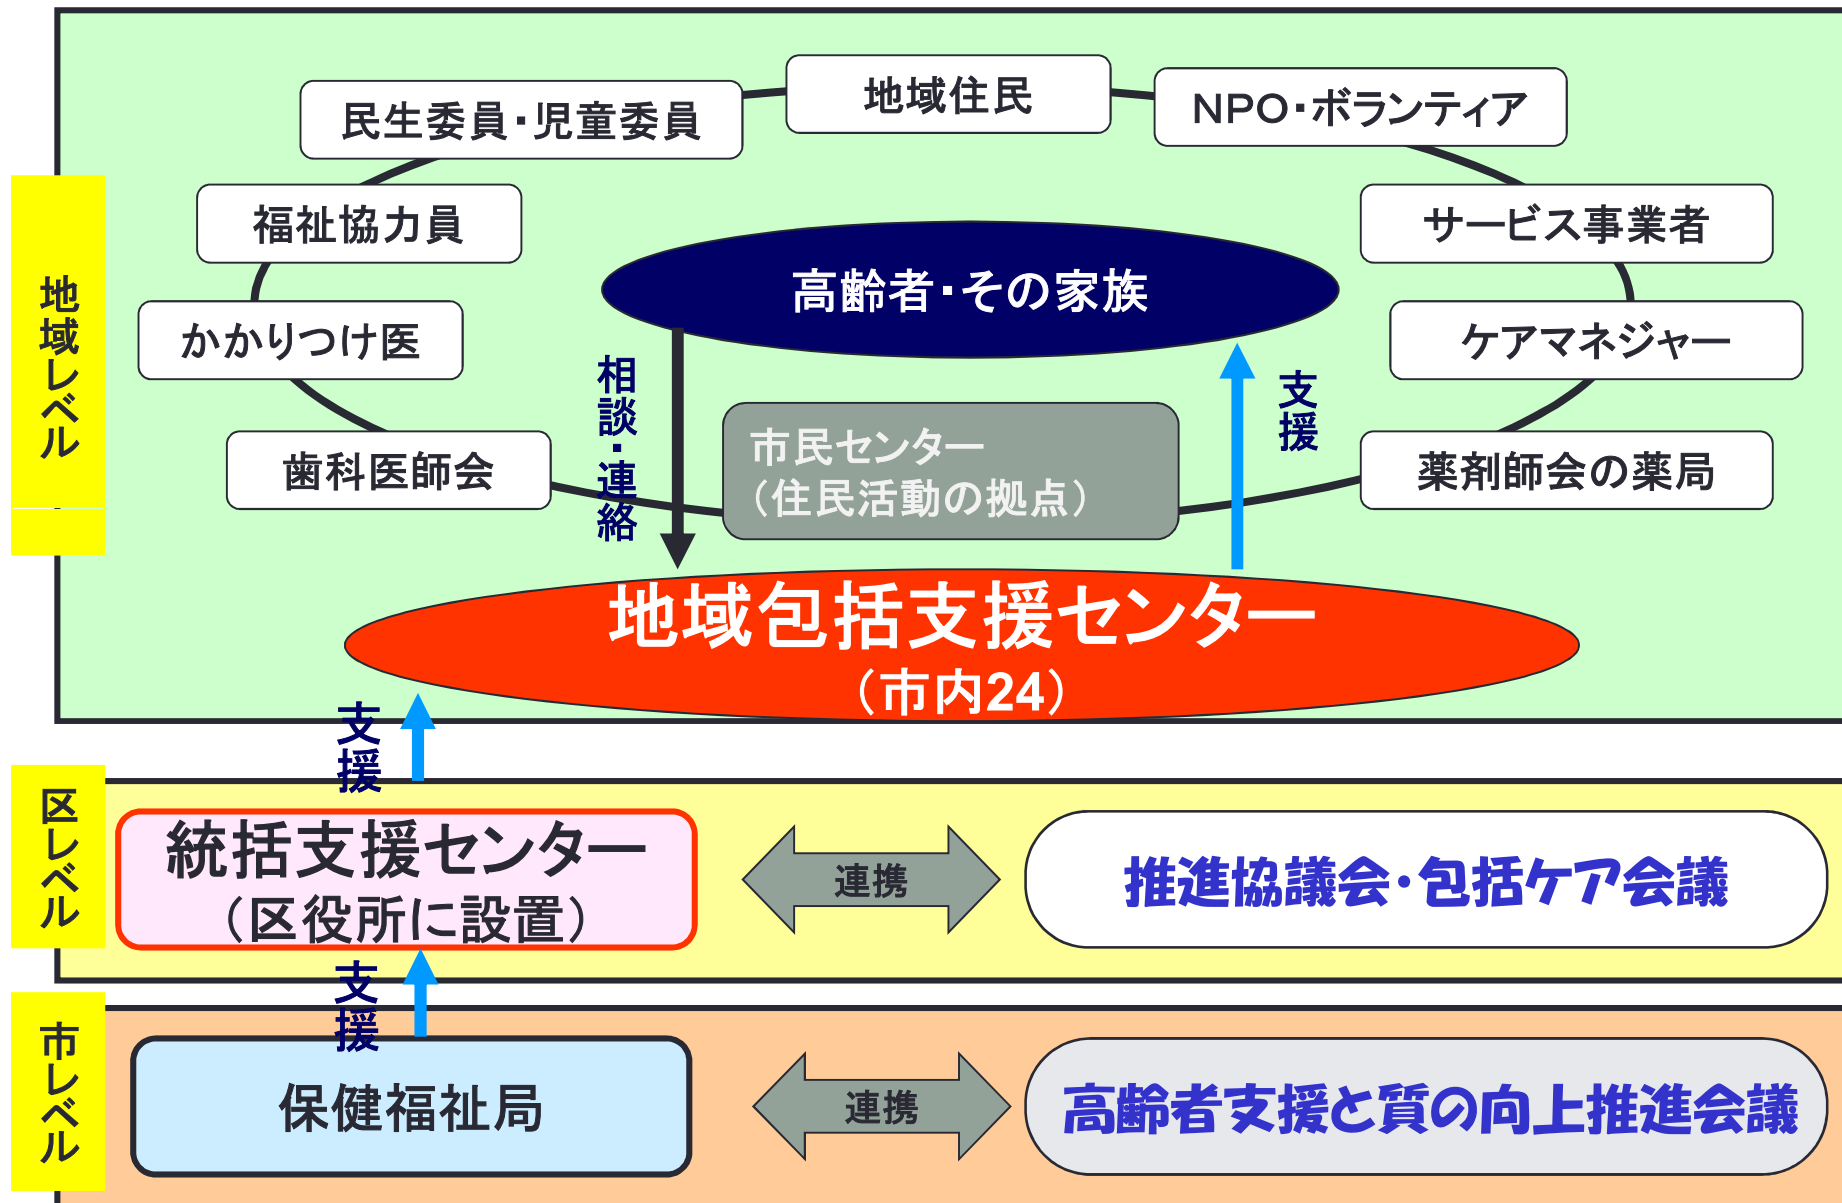 地域住民
民生委員・児童委員
NPO・ボランティア
福祉協力員
サービス事業者
高齢者・その家族
かかりつけ医
ケアマネジャー
地域レベル
相談・連絡
支援
市民センター
（住民活動の拠点）
歯科医師会
薬剤師会の薬局
地域包括支援センター
（市内24）
支援
区レベル
統括支援センター
（区役所に設置）
連携
推進協議会・包括ケア会議
支援
市レベル
保健福祉局
連携
高齢者支援と質の向上推進会議